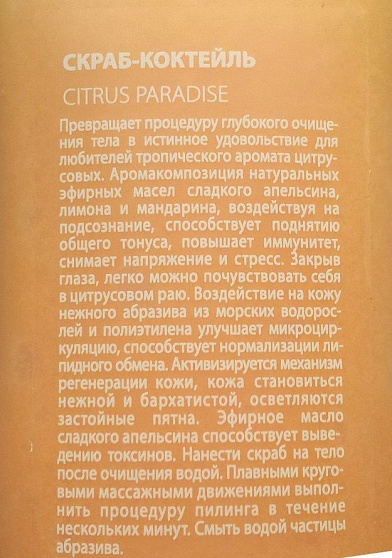 СКРАБ-КОКТЕЙЛЬ
CITRUS PARADISE
Превращает процедуру глубокого очище-
ния тела в истинное удовольствие для
любителей тропического аромата цитру-
совых. Аромакомпозиция натуральных
эфирных масел сладкого апельсина,
лимона и мандарина, воздействуя на
подсознание, способствует поднятию
общего тонуса, повышает иммунитет,
снимает напряжение и стресс. Закрыв
глаза, легко можно почувствовать себя
в цитрусовом раю. Воздействие на кожу
нежного абразива из морских водорос-
лей и полиэтилена улучшает микроцир-
куляцию, способствует нормализации ли-
пидного обмена. Активизируется механизм
регенерации кожи, кожа становиться
нежной и бархатистой, осветляются
застойные пятна. Эфирное масло
сладкого апельсина способствует выве-
дению токсинов. Нанести скраб на тело
после очищения водой. Плавными круго-
выми массажными движениями выпол-
нить процедуру пилинга в течение
нескольких минут. Смыть водой частицы
абразива.